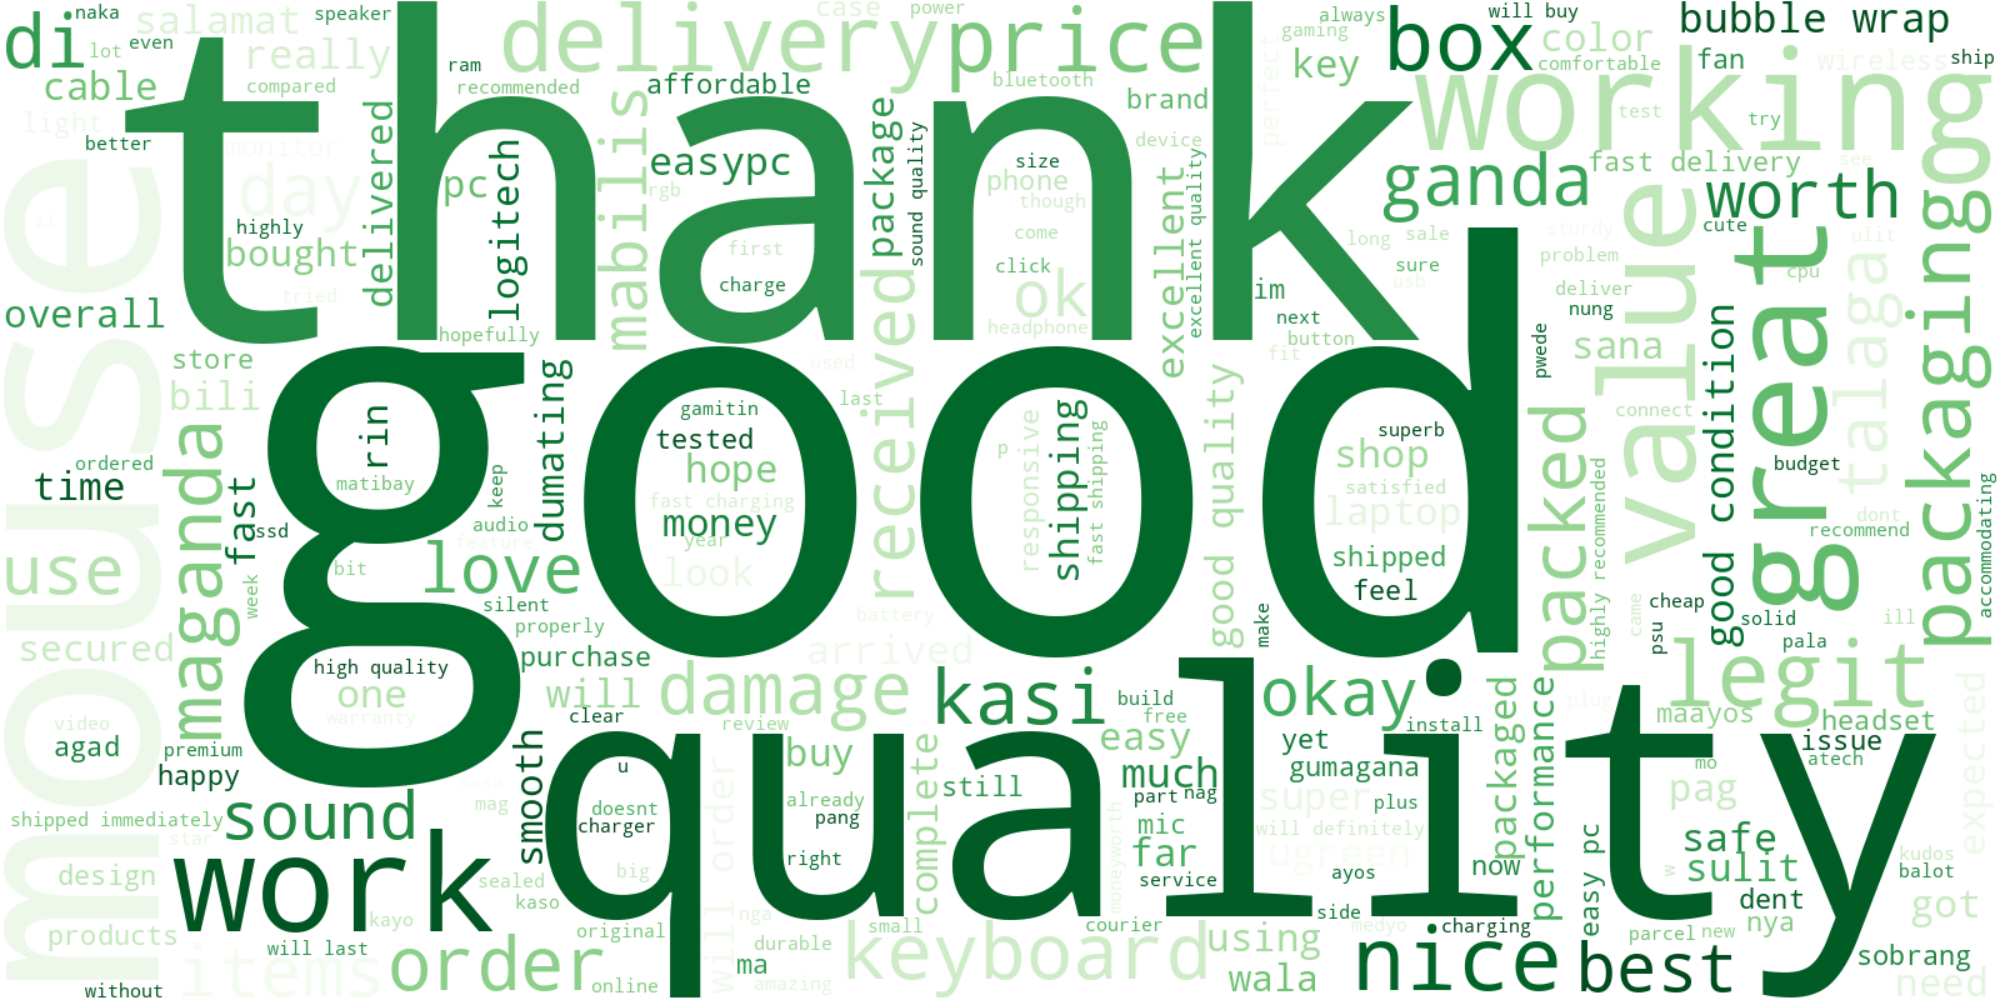 di
naka
lot
even
salamat
speaker
really
cable
compared
light
better
monitor
day
thank
ram
recommended
delivery
case
power
price
affordable
bluetooth
always
gaming
key
perfect
box
will buy
color
comfortable
bubble wrap
fan
wireless
ship
working
test
try
brand
device
delivered
pc
logitech
mabilis
easypc
rgb
package
sound quality
size
phone
though
come
click
ok
headphone
excellent
excellent quality
ganda
fast delivery
see
worth
cute
ulit
highly
bought
tried
si
overall
hopefully
first
charge
received
im
next
button
fit
usb
long
sale
sure
sturdy
problem
deliver
nung
value
cpu
great
talaga
packagingg
store
bili
sana
pwede
used
last
good
rin
matibay
dumating
keep
gamitin
tested
hope
fast charging
money
year
look
p
responsive
shipping
fast shipping
good quality
superb
shop
satisfied
laptop
shipped
feel
packed
connect
highly recommended
good condition
budget
dont
recommend
accommodating
mouse
ordered
time
maganda
fast
ssd
week
bit
audio
feature
use
love
silent
properly
battery
arrived
make
came
cheap
psu
solid
pala
ill
secured
high quality
one
warranty
purchase
will
damage
kasi
build
free
okay
install
legit
plug
maayos
headset
expected
video
agad
premium
happy
clear
review
smooth
quality
u
buy
easy
yet
issue
atech
mo
shipped immediately
star
sound
nasa
mag
doesnt
charger
big
already
pang
right
complete
still
much
part
nag
mic
far
service
moneyworth
gumagana
super
plus
will definitely
ugreen
ayos
now
packaged
performance
easy pc
pag
safe
sulit
w
dent
nya
kudos
balot
got
design
work
sealed
kaso
kayo
products
will last
items
without
order
original
online
will order
nga
durable
ma
amazing
small
keyboard
courier
using
wala
side
medyo
charging
nice
best
parcel
new
sobrang
need